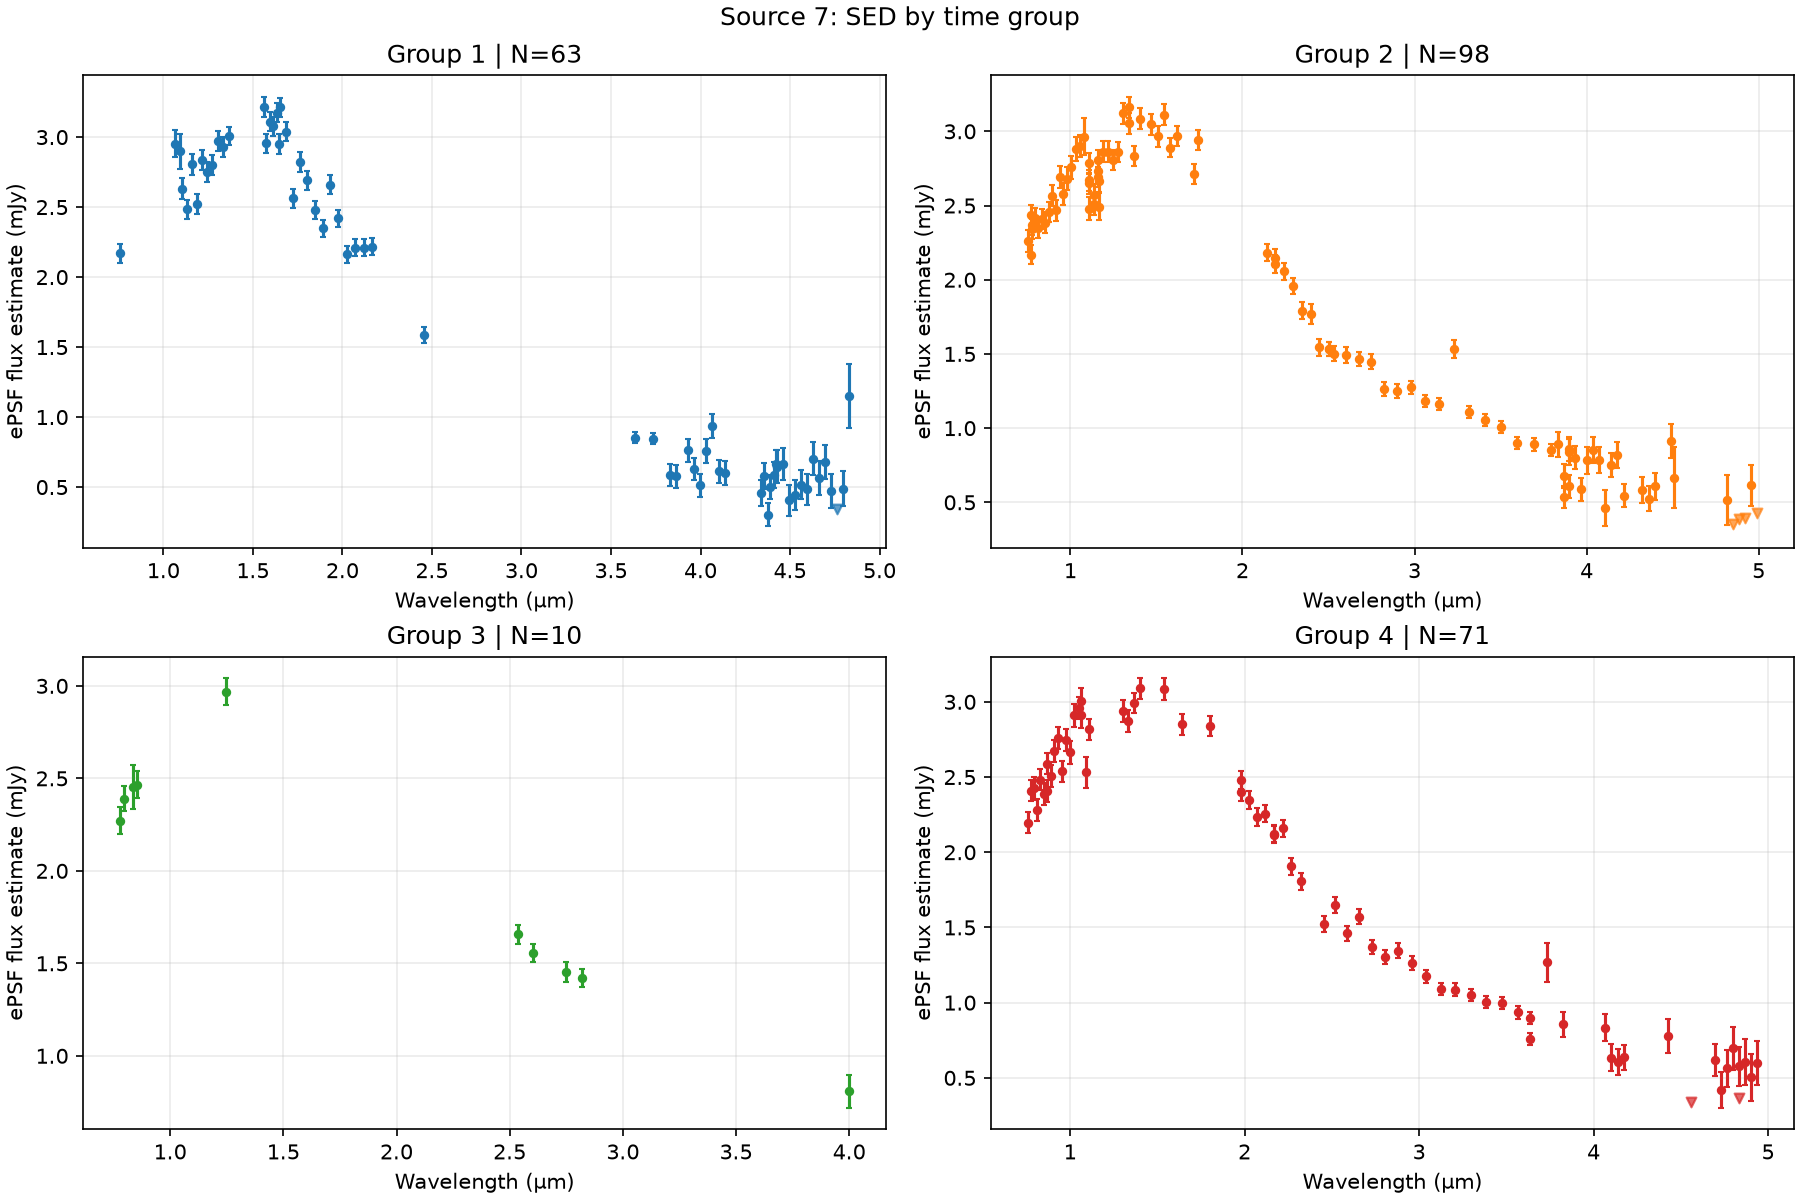 Source 7: SED by time group
Group 1 | N=63
ePSF flux estimate (mJy)
3.0
2.5
2.0
1.5
1.0
0.5
1.0 1.5 2.0 2.5 3.0 3.5 4.0 4.5 5.0
Wavelength (µm)
Group 2 | N=98
ePSF flux estimate (mJy)
3.0
2.5
2.0
1.5
1.0
0.5
1 2 3 4 5
Wavelength (µm)
Group 3 | N=10
ePSF flux estimate (mJy)
3.0
2.5
2.0
1.5
1.0
1.0 1.5 2.0 2.5 3.0 3.5 4.0
Wavelength (µm)
Group 4 | N=71
ePSF flux estimate (mJy)
3.0
2.5
2.0
1.5
1.0
0.5
1 2 3 4 5
Wavelength (µm)